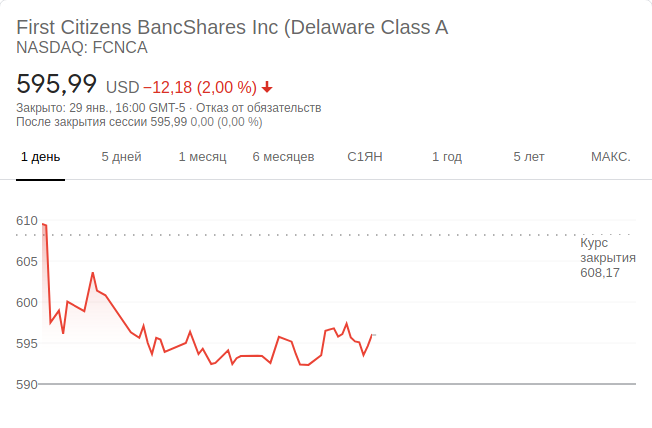 First Citizens BancShares Inc (Delaware Class A
NASDAQ: FCNCA
595,99 USD −12,18 (2,00 %)
Закрыто: 29 янв., 16:00 GMT-5 · Отказ от обязательств
После закрытия сессии 595,99 0,00 (0,00 %)
1 день 5 дней 1 месяц 6 месяцев С1ЯН 1 год 5 лет МАКС.
610
Курс
закрытия
608,17
605
600
595
590